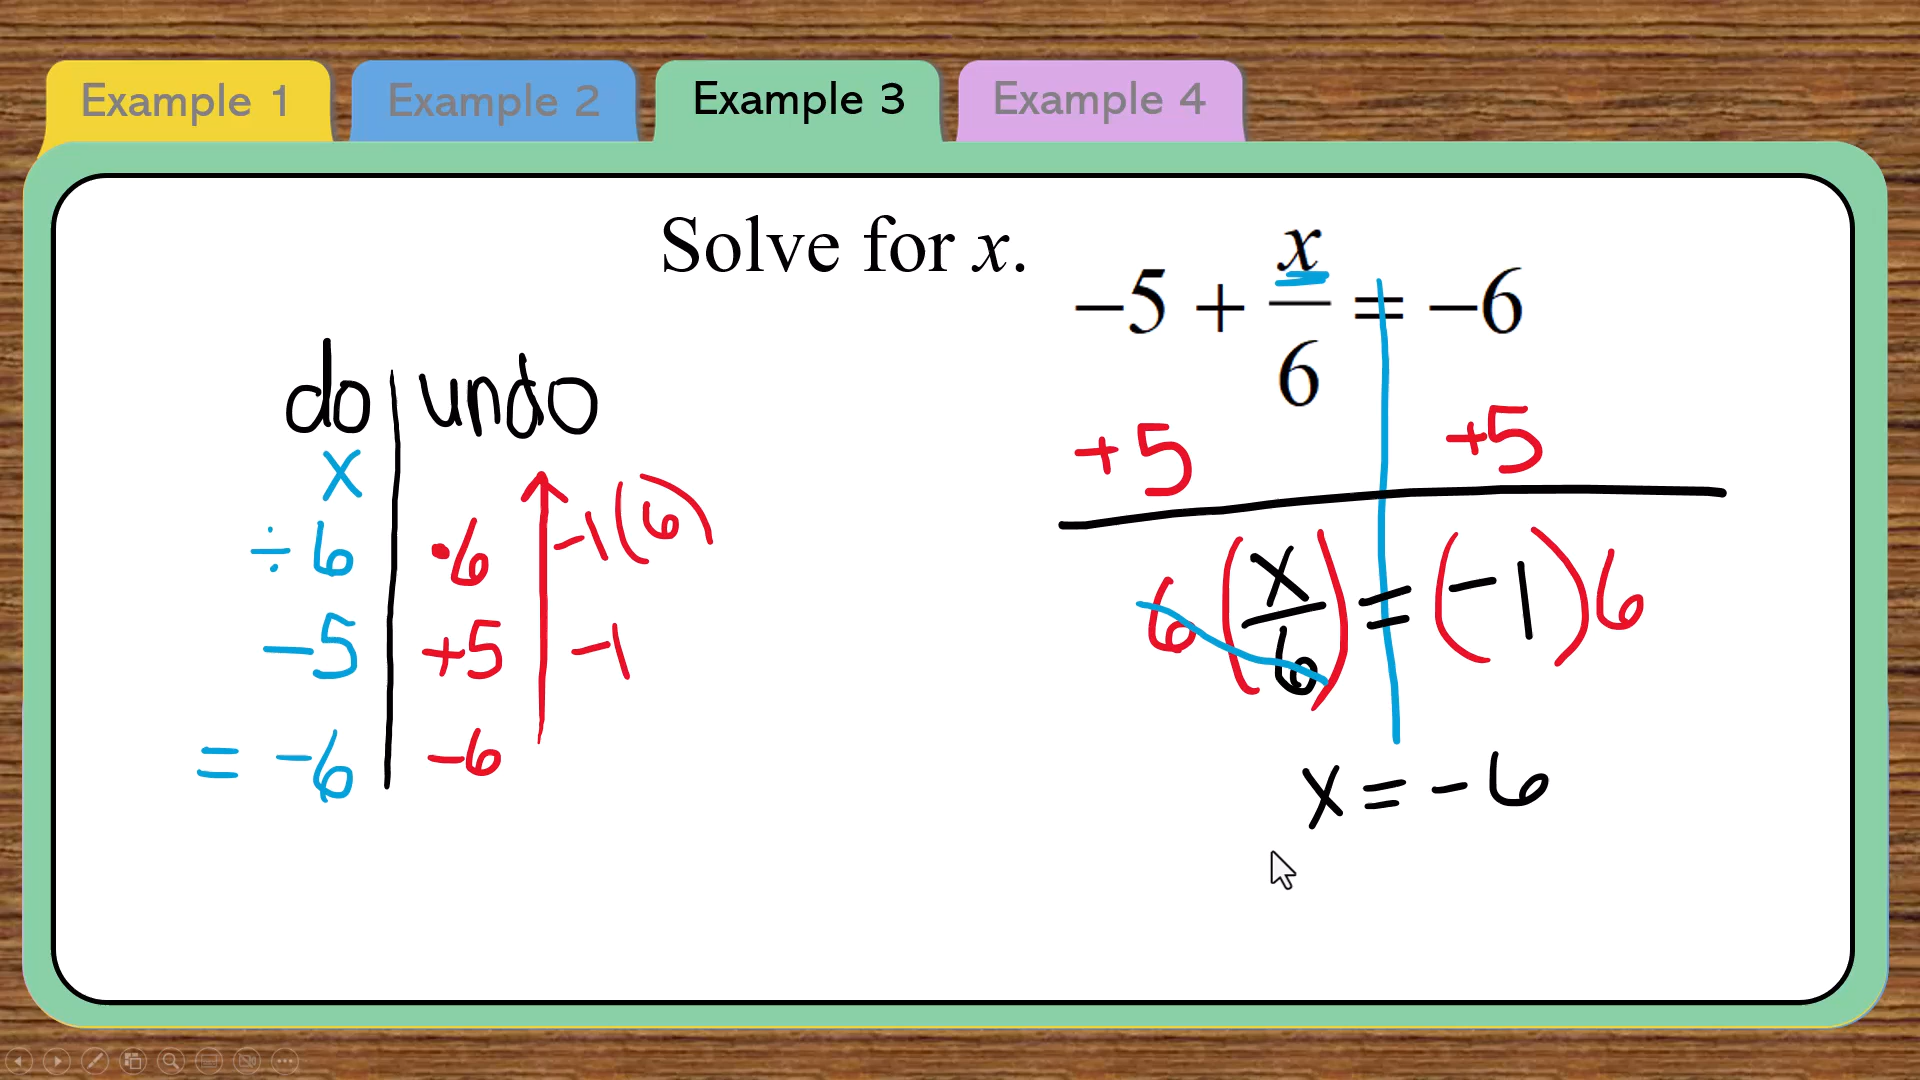 Example 1 Example 2 Example 3 Example 4
Solve for x.
−5 + x/6 = −6
+5 +5
6(x/6) = (−1)6
x = −6
do | undo
x
÷6 | •6 −1(6)
−5 | +5 −1
= −6 | −6